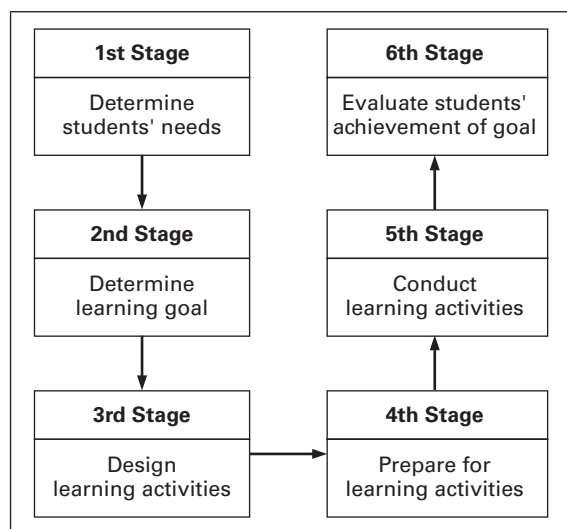 1st Stage
Determine
students' needs
2nd Stage
Determine
learning goal
3rd Stage
Design
learning activities
4th Stage
Prepare for
learning activities
5th Stage
Conduct
learning activities
6th Stage
Evaluate students'
achievement of goal